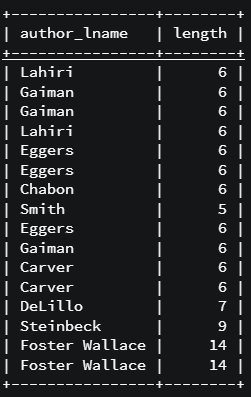 +----------------+--------+
| author_lname   | length |
+----------------+--------+
| Lahiri         |      6 |
| Gaiman         |      6 |
| Gaiman         |      6 |
| Lahiri         |      6 |
| Eggers         |      6 |
| Eggers         |      6 |
| Chabon         |      6 |
| Smith          |      5 |
| Eggers         |      6 |
| Gaiman         |      6 |
| Carver         |      6 |
| Carver         |      6 |
| DeLillo        |      7 |
| Steinbeck      |      9 |
| Foster Wallace |     14 |
| Foster Wallace |     14 |
+----------------+--------+